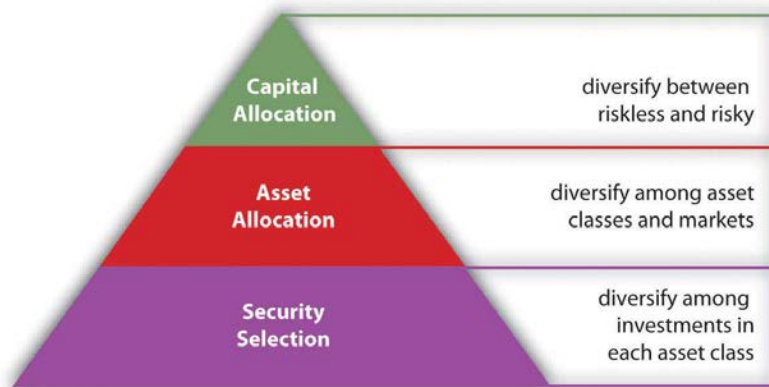 Capital
Allocation
diversify between
riskless and risky
Asset
Allocation
diversify among asset
classes and markets
Security
Selection
diversify among
investments in
each asset class